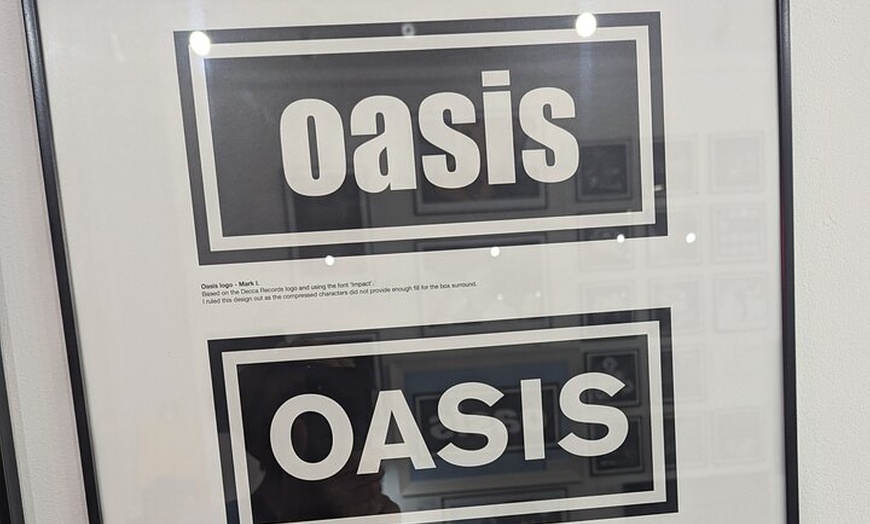 oasis
Oasis logo - Mark I.
Based on the Decca Records logo and using the font 'Impact'.
I ruled this design out as the compressed characters did not provide enough fill for the box surround.
OASIS